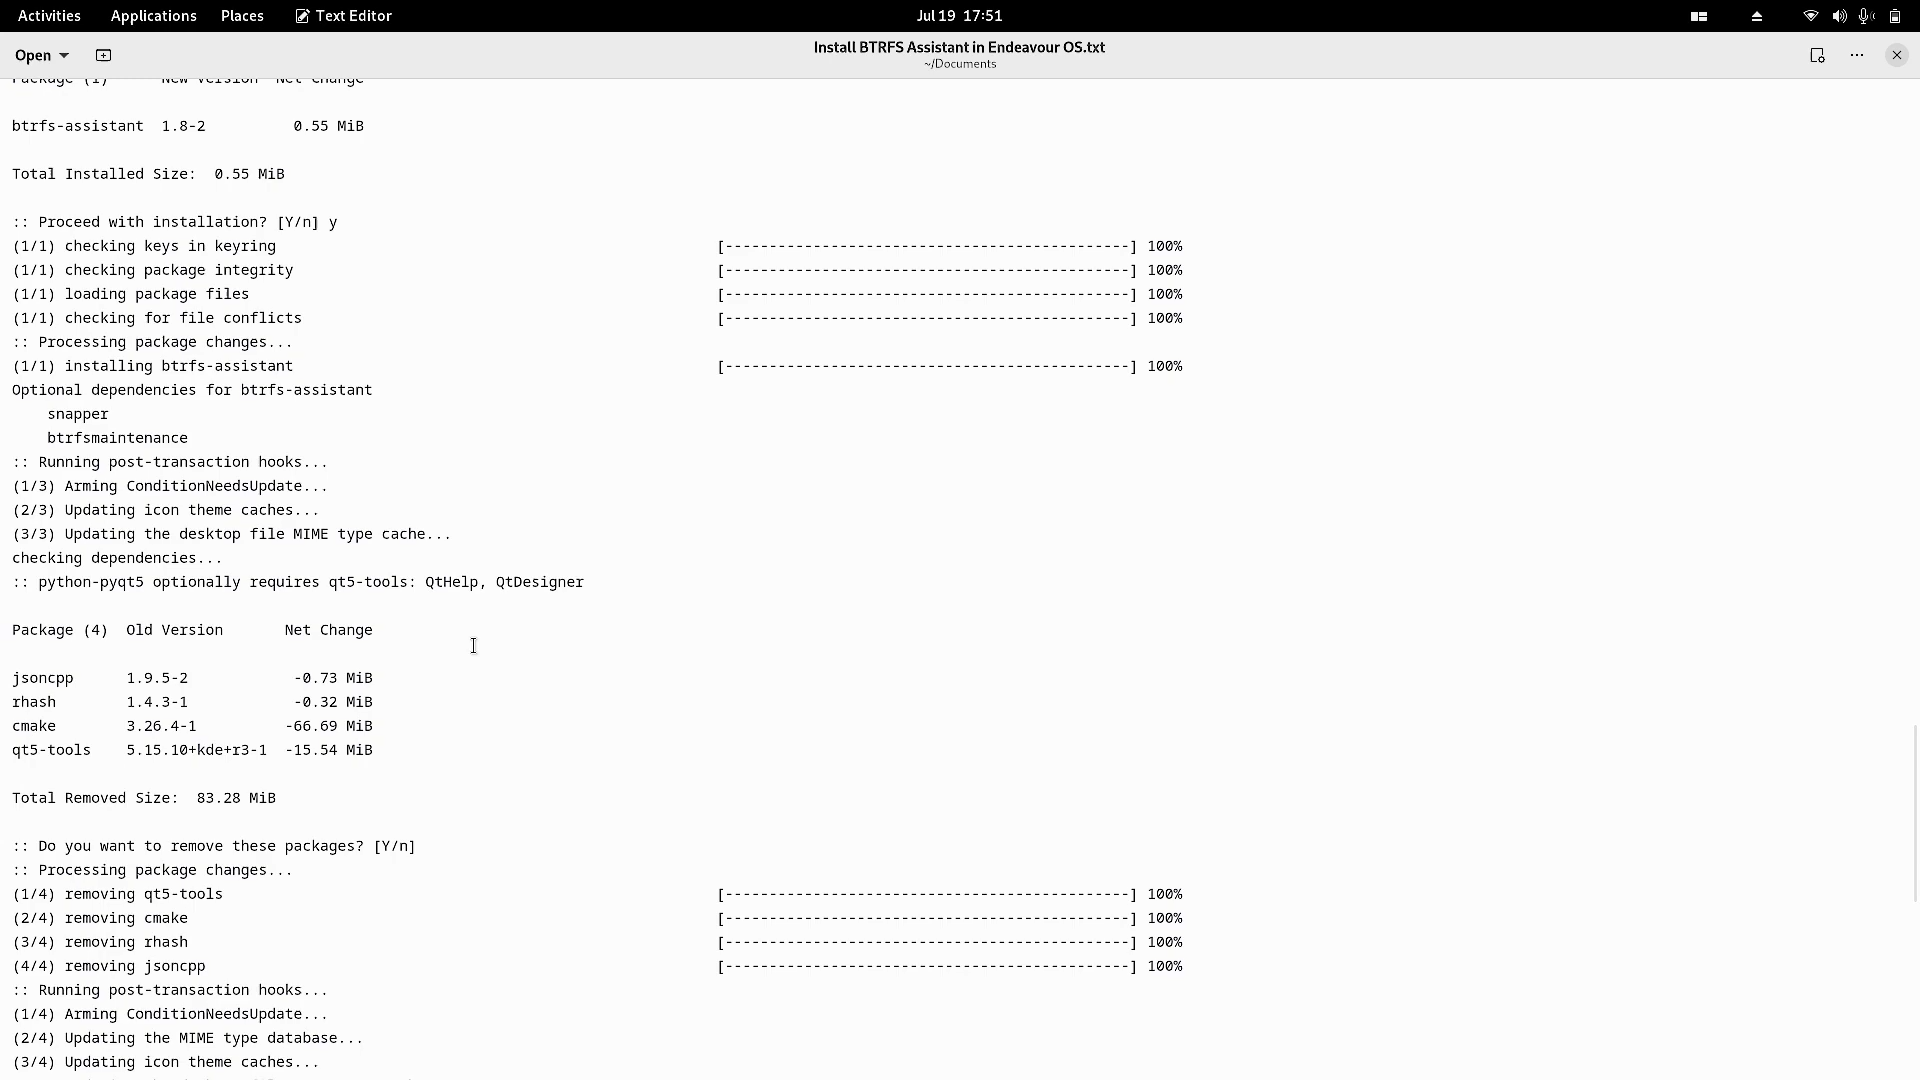 Activities Applications Places Text Editor Jul 19 17:51
Open Install BTRFS Assistant in Endeavour OS.txt
~/Documents
Package (1) New Version Net Change
btrfs-assistant 1.8-2 0.55 MiB
Total Installed Size: 0.55 MiB
:: Proceed with installation? [Y/n] y
(1/1) checking keys in keyring [----------------------------------------------] 100%
(1/1) checking package integrity [----------------------------------------------] 100%
(1/1) loading package files [----------------------------------------------] 100%
(1/1) checking for file conflicts [----------------------------------------------] 100%
:: Processing package changes...
(1/1) installing btrfs-assistant [----------------------------------------------] 100%
Optional dependencies for btrfs-assistant
snapper
btrfsmaintenance
:: Running post-transaction hooks...
(1/3) Arming ConditionNeedsUpdate...
(2/3) Updating icon theme caches...
(3/3) Updating the desktop file MIME type cache...
checking dependencies...
:: python-pyqt5 optionally requires qt5-tools: QtHelp, QtDesigner
Package (4) Old Version Net Change
jsoncpp 1.9.5-2 -0.73 MiB
rhash 1.4.3-1 -0.32 MiB
cmake 3.26.4-1 -66.69 MiB
qt5-tools 5.15.10+kde+r3-1 -15.54 MiB
Total Removed Size: 83.28 MiB
:: Do you want to remove these packages? [Y/n]
:: Processing package changes...
(1/4) removing qt5-tools [----------------------------------------------] 100%
(2/4) removing cmake [----------------------------------------------] 100%
(3/4) removing rhash [----------------------------------------------] 100%
(4/4) removing jsoncpp [----------------------------------------------] 100%
:: Running post-transaction hooks...
(1/4) Arming ConditionNeedsUpdate...
(2/4) Updating the MIME type database...
(3/4) Updating icon theme caches...